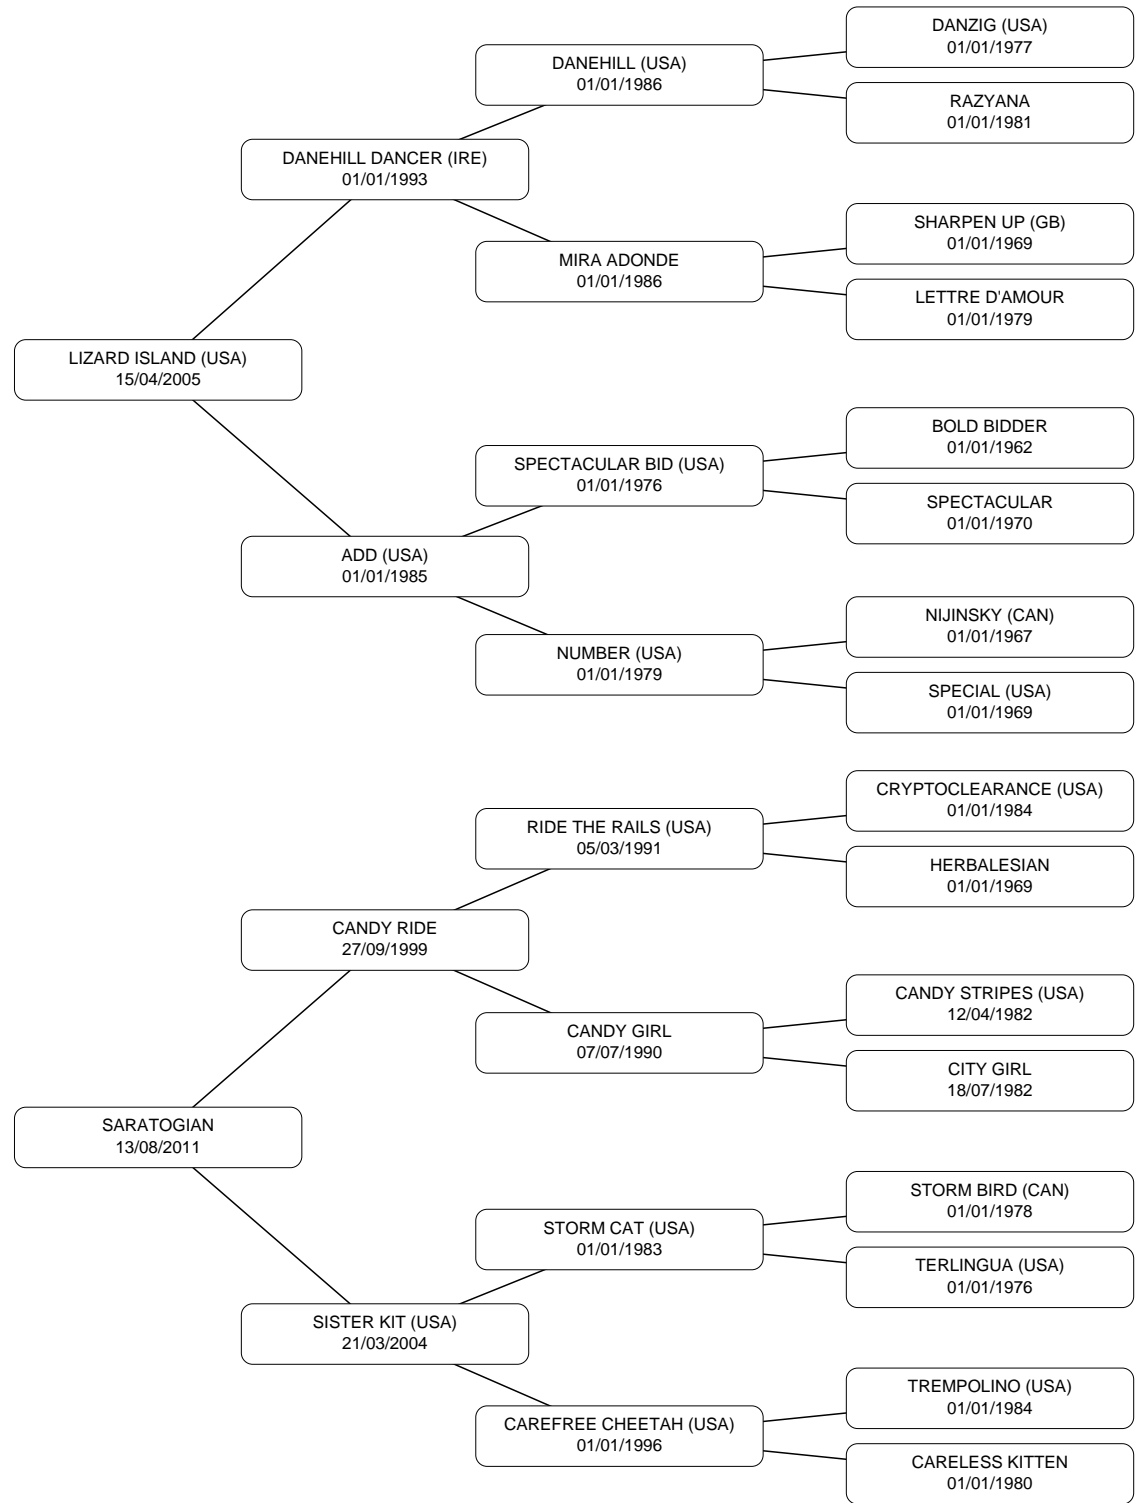 DANZIG (USA)
01/01/1977
DANEHILL (USA)
01/01/1986
RAZYANA
01/01/1981
DANEHILL DANCER (IRE)
01/01/1993
SHARPEN UP (GB)
01/01/1969
MIRA ADONDE
01/01/1986
LETTRE D'AMOUR
01/01/1979
LIZARD ISLAND (USA)
15/04/2005
BOLD BIDDER
01/01/1962
SPECTACULAR BID (USA)
01/01/1976
SPECTACULAR
01/01/1970
ADD (USA)
01/01/1985
NIJINSKY (CAN)
01/01/1967
NUMBER (USA)
01/01/1979
SPECIAL (USA)
01/01/1969
CRYPTOCLEARANCE (USA)
01/01/1984
RIDE THE RAILS (USA)
05/03/1991
HERBALESIAN
01/01/1969
CANDY RIDE
27/09/1999
CANDY STRIPES (USA)
12/04/1982
CANDY GIRL
07/07/1990
CITY GIRL
18/07/1982
SARATOGIAN
13/08/2011
STORM BIRD (CAN)
01/01/1978
STORM CAT (USA)
01/01/1983
TERLINGUA (USA)
01/01/1976
SISTER KIT (USA)
21/03/2004
TREMPOLINO (USA)
01/01/1984
CAREFREE CHEETAH (USA)
01/01/1996
CARELESS KITTEN
01/01/1980